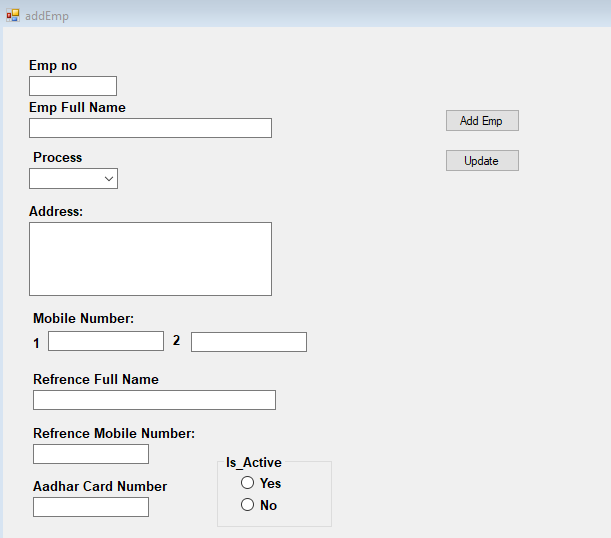 addEmp
Emp no
Emp Full Name
Add Emp
Process
Update
Address:
Mobile Number:
1 2
Refrence Full Name
Refrence Mobile Number:
Is_Active
Yes
Aadhar Card Number
No